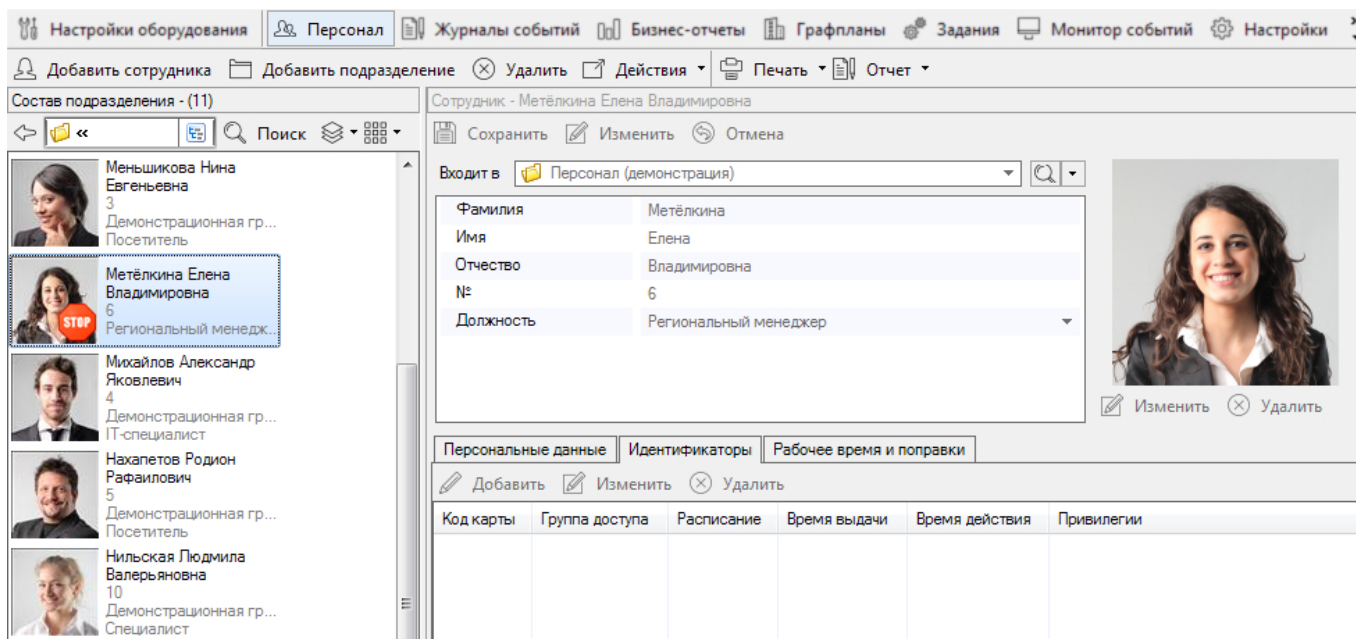 Настройки оборудования Персонал Журналы событий Бизнес-отчеты Графпланы Задания Монитор событий Настройки
Добавить сотрудника Добавить подразделение Удалить Действия Печать Отчет
Состав подразделения - (11)
« Поиск
Меньшикова Нина
Евгеньевна
3
Демонстрационная гр...
Посетитель
Метёлкина Елена
Владимировна
6
Региональный менедж...
STOP
Михайлов Александр
Яковлевич
4
Демонстрационная гр...
IT-специалист
Нахапетов Родион
Рафаилович
5
Демонстрационная гр...
Посетитель
Нильская Людмила
Валерьяновна
10
Демонстрационная гр...
Специалист
Сотрудник - Метёлкина Елена Владимировна
Сохранить Изменить Отмена
Входит в Персонал (демонстрация)
Фамилия Метёлкина
Имя Елена
Отчество Владимировна
№ 6
Должность Региональный менеджер
Изменить Удалить
Персональные данные Идентификаторы Рабочее время и поправки
Добавить Изменить Удалить
Код карты Группа доступа Расписание Время выдачи Время действия Привилегии